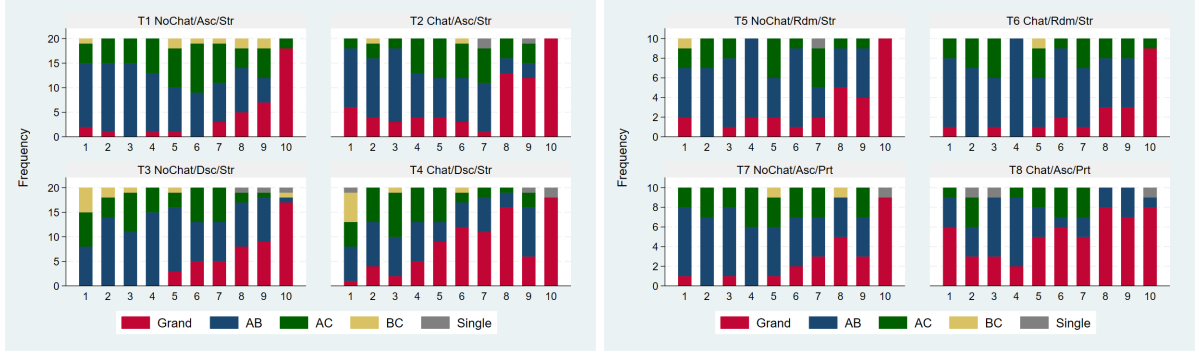 T1 NoChat/Asc/Str
T2 Chat/Asc/Str
20
15
10
5
0
1 2 3 4 5 6 7 8 9 10
1 2 3 4 5 6 7 8 9 10
T3 NoChat/Dsc/Str
T4 Chat/Dsc/Str
20
15
10
5
0
1 2 3 4 5 6 7 8 9 10
1 2 3 4 5 6 7 8 9 10
Frequency
Grand AB AC BC Single
T5 NoChat/Rdm/Str
T6 Chat/Rdm/Str
10
8
6
4
2
0
1 2 3 4 5 6 7 8 9 10
1 2 3 4 5 6 7 8 9 10
T7 NoChat/Asc/Prt
T8 Chat/Asc/Prt
10
8
6
4
2
0
1 2 3 4 5 6 7 8 9 10
1 2 3 4 5 6 7 8 9 10
Frequency
Grand AB AC BC Single